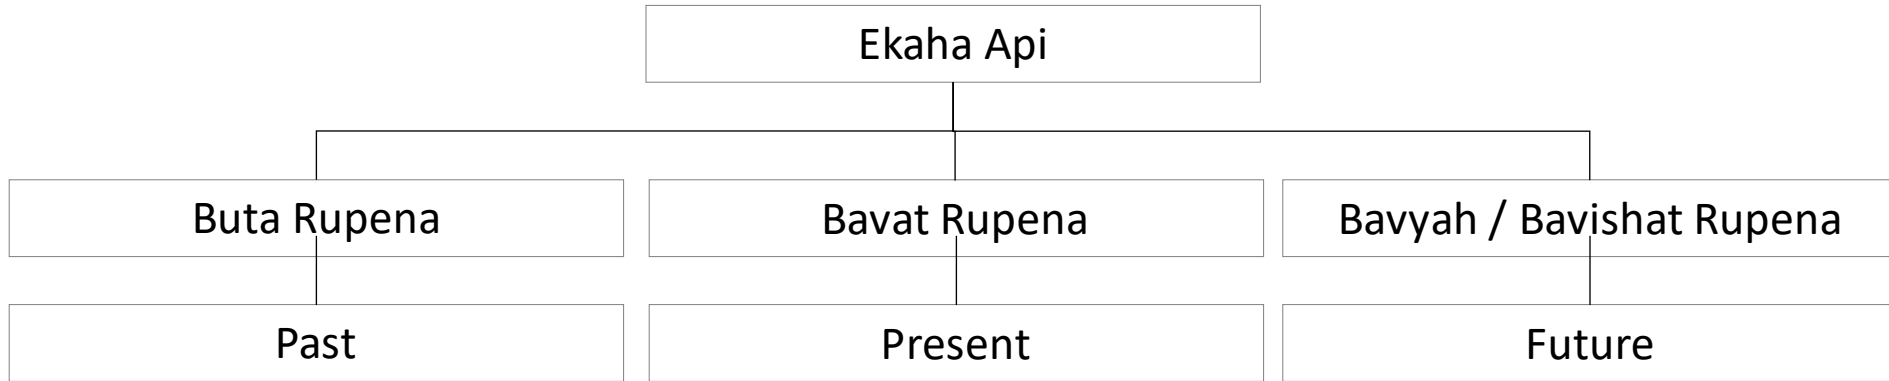 Ekaha Api
Buta Rupena
Bavat Rupena
Bavyah / Bavishat Rupena
Past
Present
Future